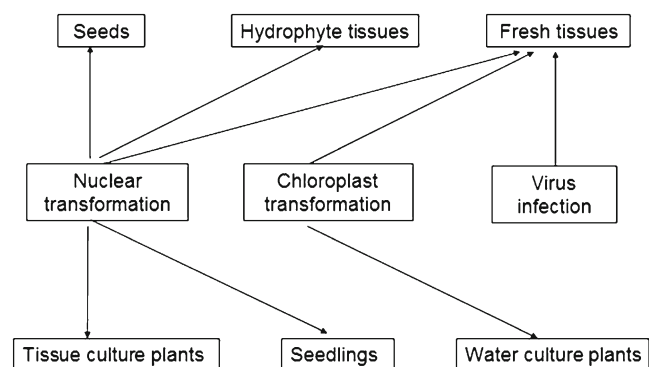 Seeds
Hydrophyte tissues
Fresh tissues
Nuclear
transformation
Chloroplast
transformation
Virus
infection
Tissue culture plants
Seedlings
Water culture plants